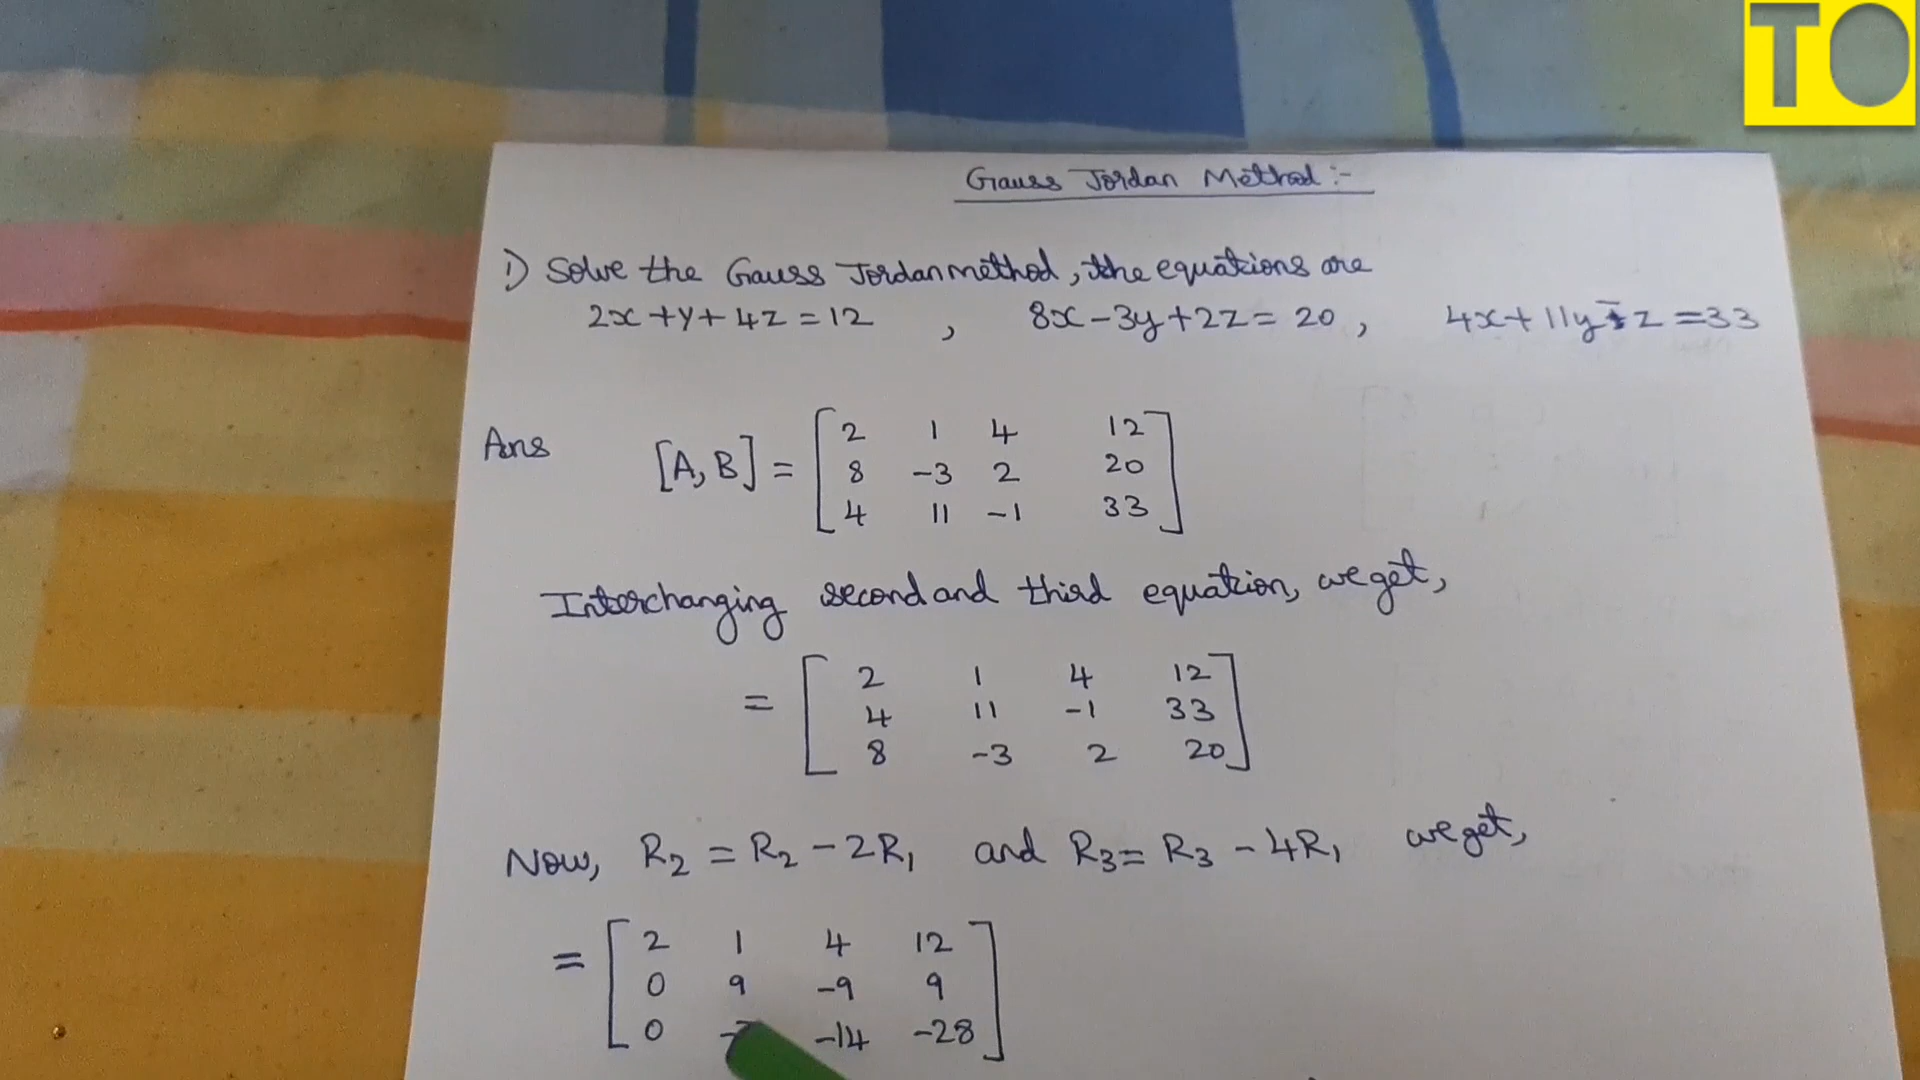 TO
Gauss Jordan Method :-
1) Solve the Gauss Jordan method, the equations are
2x + y + 4z = 12 , 8x - 3y + 2z = 20 , 4x + 11y - z = 33
Ans [A, B] = [ 2 1 4 12
8 -3 2 20
4 11 -1 33 ]
Interchanging second and third equation, we get,
= [ 2 1 4 12
4 11 -1 33
8 -3 2 20 ]
Now, R2 = R2 - 2R1 and R3 = R3 - 4R1 we get,
= [ 2 1 4 12
0 9 -9 9
0 -14 -28 ]